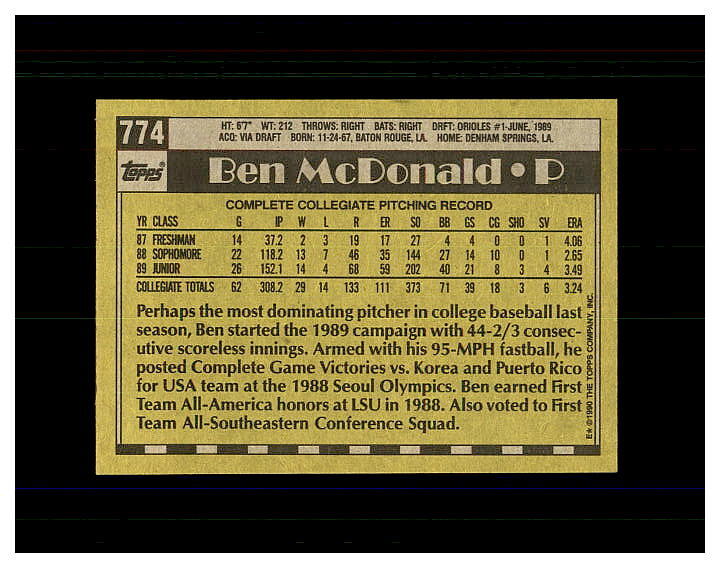 774
HT: 6'7" WT: 212 THROWS: RIGHT BATS: RIGHT DRFT: ORIOLES #1-JUNE, 1989
ACQ: VIA DRAFT BORN: 11-24-67, BATON ROUGE, LA. HOME: DENHAM SPRINGS, LA.
Topps®
Ben McDonald • P
COMPLETE COLLEGIATE PITCHING RECORD
YR CLASS G IP W L R ER SO BB GS CG SHO SV ERA
87 FRESHMAN 14 37.2 2 3 19 17 27 4 4 0 0 1 4.06
88 SOPHOMORE 22 118.2 13 7 46 35 144 27 14 10 0 1 2.65
89 JUNIOR 26 152.1 14 4 68 59 202 40 21 8 3 4 3.49
COLLEGIATE TOTALS 62 308.2 29 14 133 111 373 71 39 18 3 6 3.24
Perhaps the most dominating pitcher in college baseball last
season, Ben started the 1989 campaign with 44-2/3 consec-
utive scoreless innings. Armed with his 95-MPH fastball, he
posted Complete Game Victories vs. Korea and Puerto Rico
for USA team at the 1988 Seoul Olympics. Ben earned First
Team All-America honors at LSU in 1988. Also voted to First
Team All-Southeastern Conference Squad.
E★ ©1990 THE TOPPS COMPANY, INC.